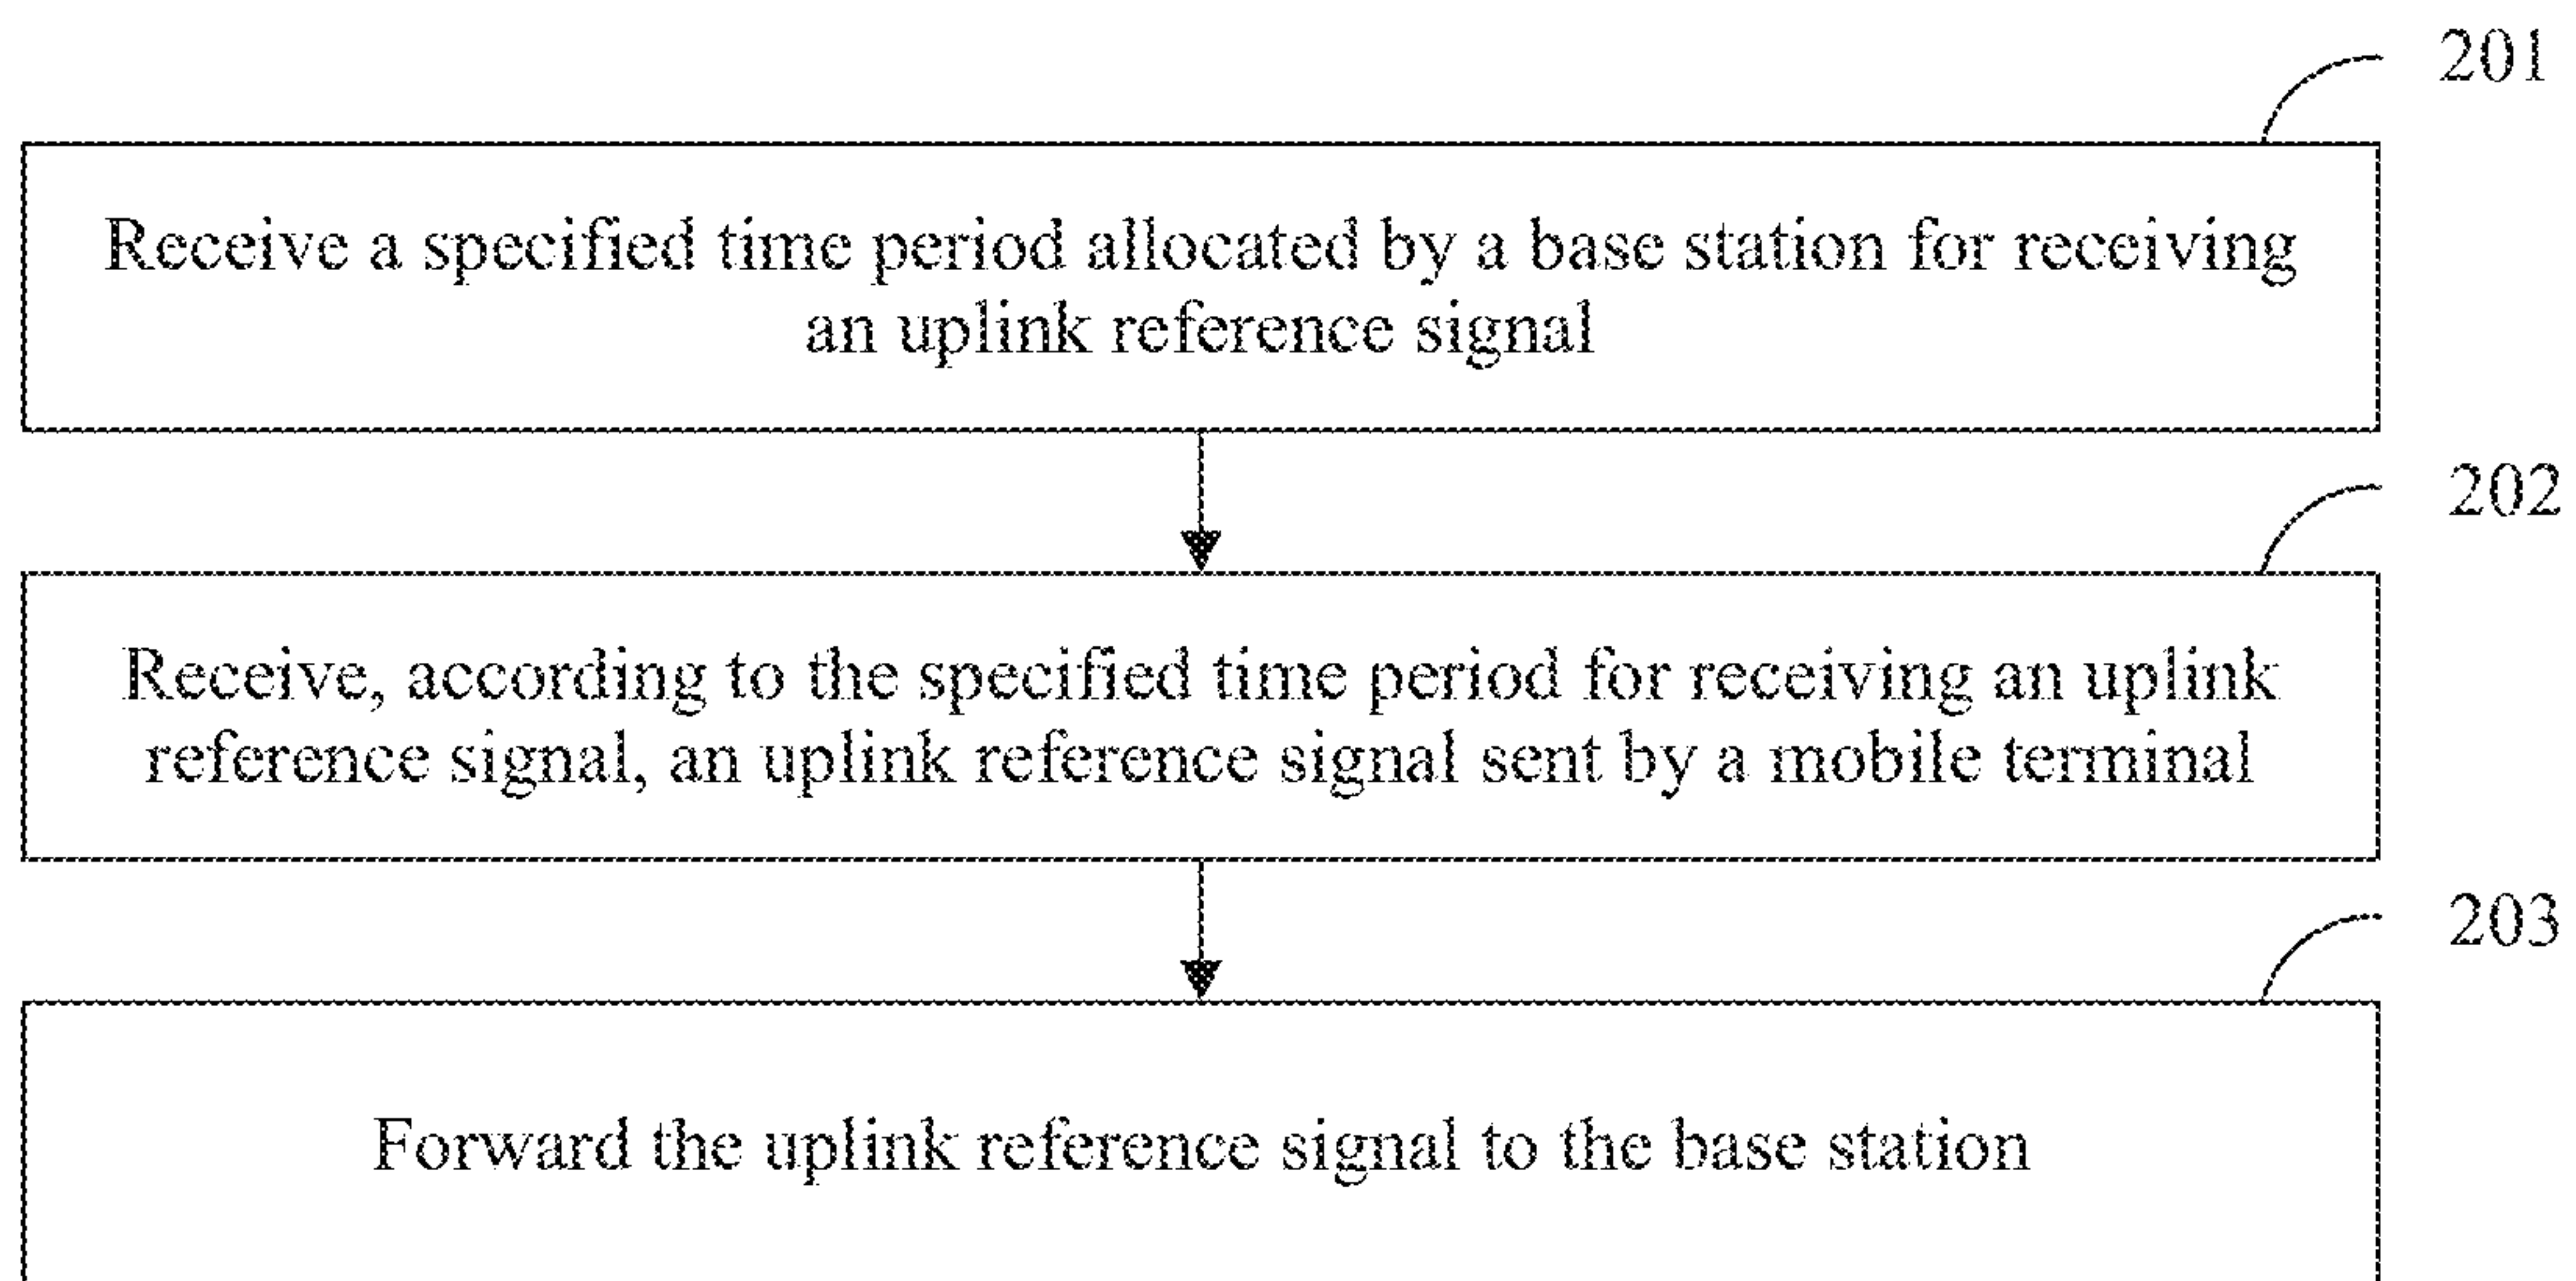 201
Receive a specified time period allocated by a base station for receiving
an uplink reference signal
202
Receive, according to the specified time period for receiving an uplink
reference signal, an uplink reference signal sent by a mobile terminal
203
Forward the uplink reference signal to the base station